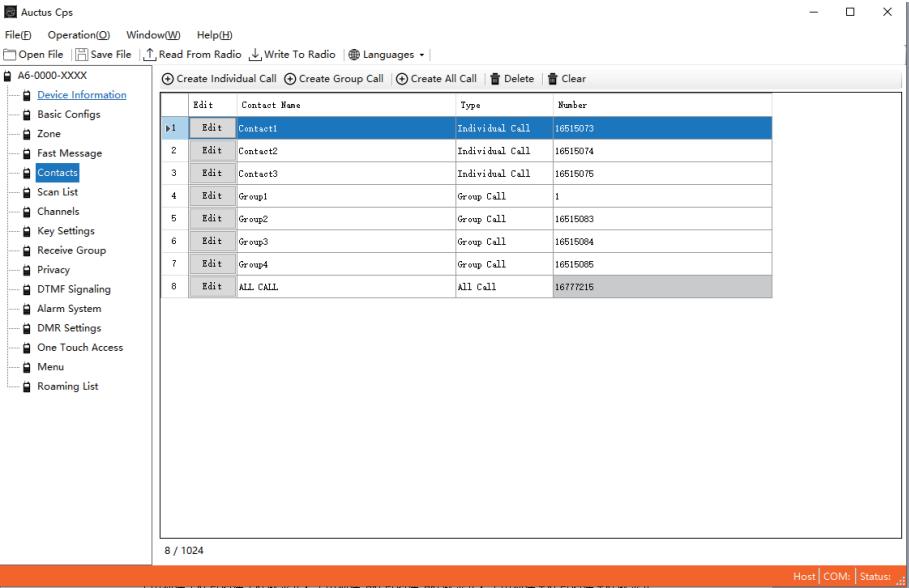 Auctus Cps
File(F) Operation(O) Window(W) Help(H)
Open File Save File Read From Radio Write To Radio Languages
A6-0000-XXXX
Device Information
Basic Configs
Zone
Fast Message
Contacts
Scan List
Channels
Key Settings
Receive Group
Privacy
DTMF Signaling
Alarm System
DMR Settings
One Touch Access
Menu
Roaming List
Create Individual Call Create Group Call Create All Call Delete Clear
Edit Contact Name Type Number
1 Edit Contact1 Individual Call 16515073
2 Edit Contact2 Individual Call 16515074
3 Edit Contact3 Individual Call 16515075
4 Edit Group1 Group Call 1
5 Edit Group2 Group Call 16515083
6 Edit Group3 Group Call 16515084
7 Edit Group4 Group Call 16515085
8 Edit ALL CALL All Call 16777215
8 / 1024
Host COM: Status: